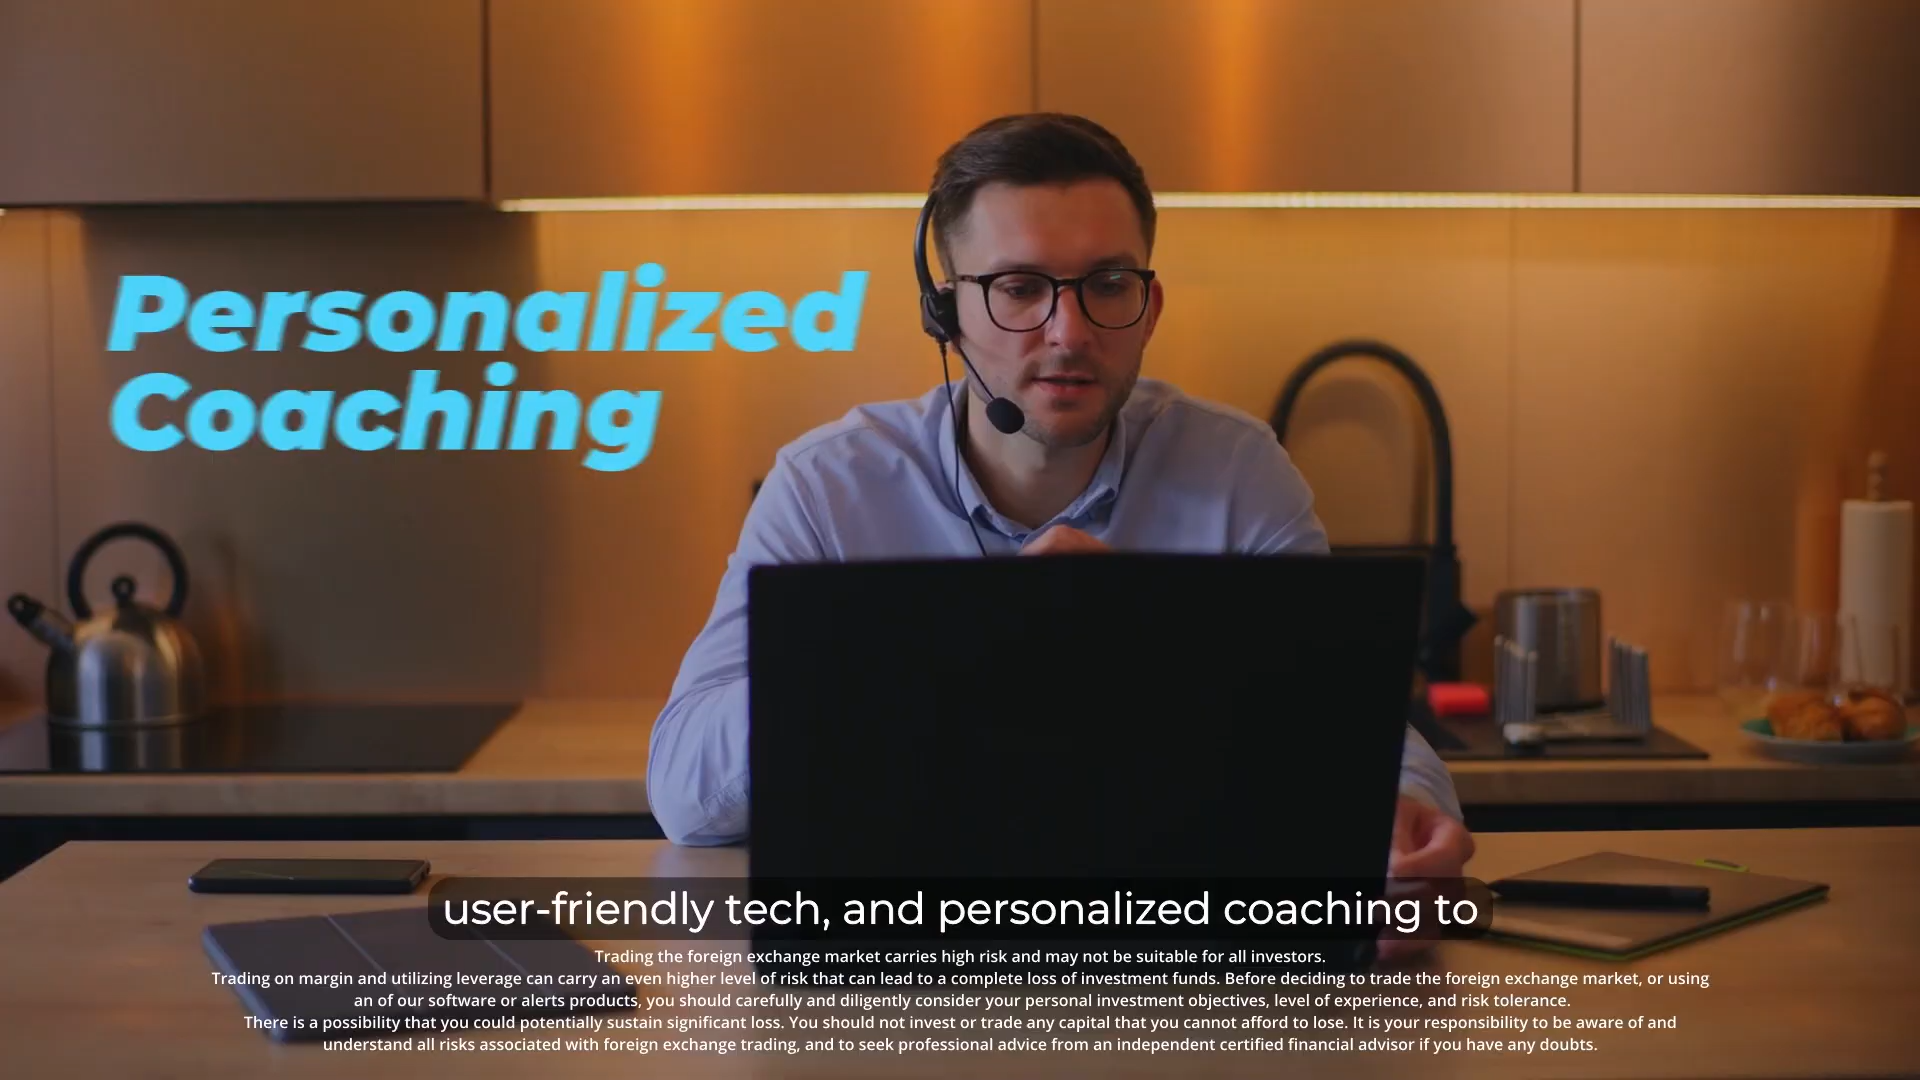 Personalized
Coaching
user-friendly tech, and personalized coaching to
Trading the foreign exchange market carries high risk and may not be suitable for all investors.
Trading on margin and utilizing leverage can carry an even higher level of risk that can lead to a complete loss of investment funds. Before deciding to trade the foreign exchange market, or using
an of our software or alerts products, you should carefully and diligently consider your personal investment objectives, level of experience, and risk tolerance.
There is a possibility that you could potentially sustain significant loss. You should not invest or trade any capital that you cannot afford to lose. It is your responsibility to be aware of and
understand all risks associated with foreign exchange trading, and to seek professional advice from an independent certified financial advisor if you have any doubts.